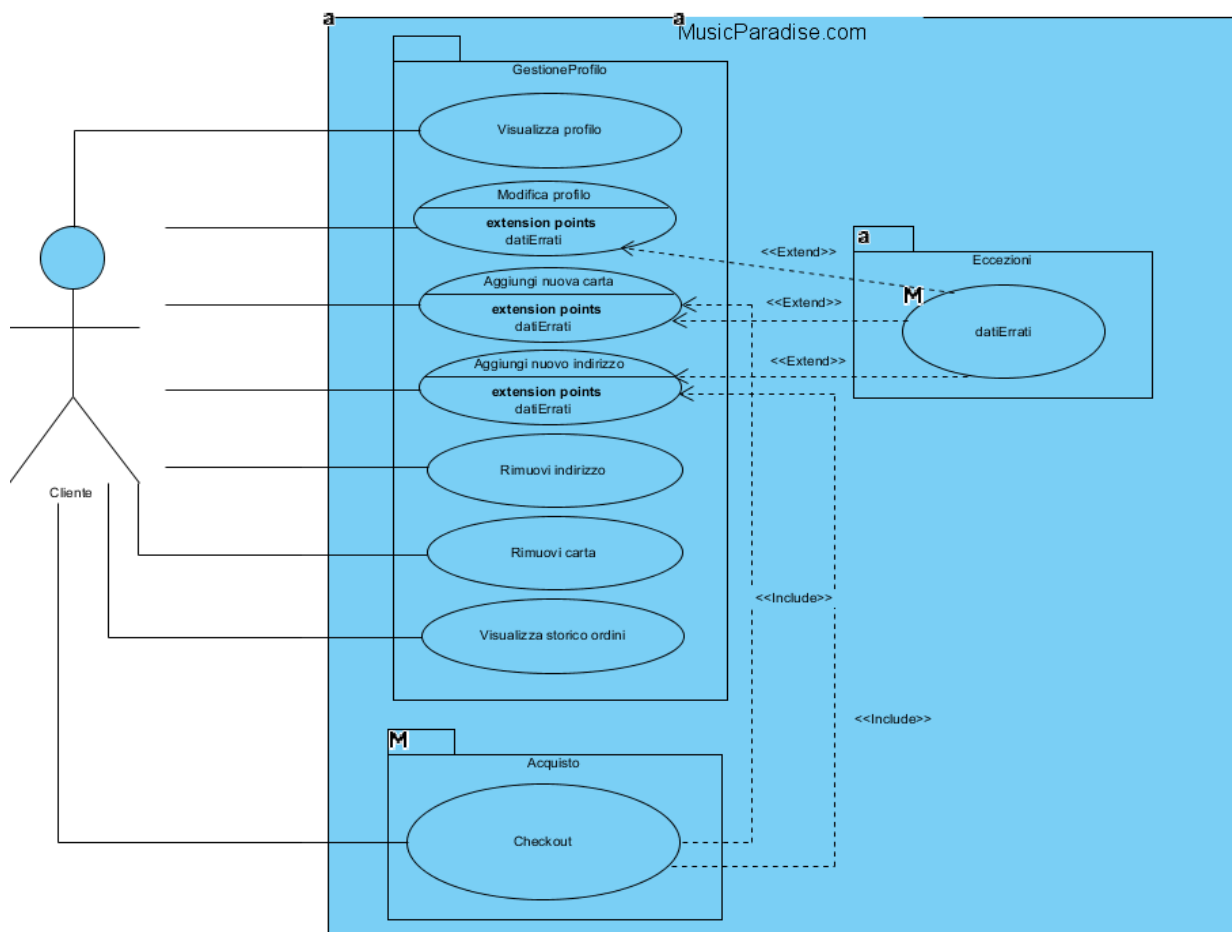 a
a
MusicParadise.com
GestioneProfilo
Visualizza profilo
Modifica profilo
extension points
datiErrati
<<Extend>>
a
Eccezioni
Aggiungi nuova carta
extension points
datiErrati
<<Extend>>
M
datiErrati
Aggiungi nuovo indirizzo
extension points
datiErrati
<<Extend>>
Rimuovi indirizzo
Cliente
Rimuovi carta
<<Include>>
Visualizza storico ordini
<<Include>>
M
Acquisto
Checkout